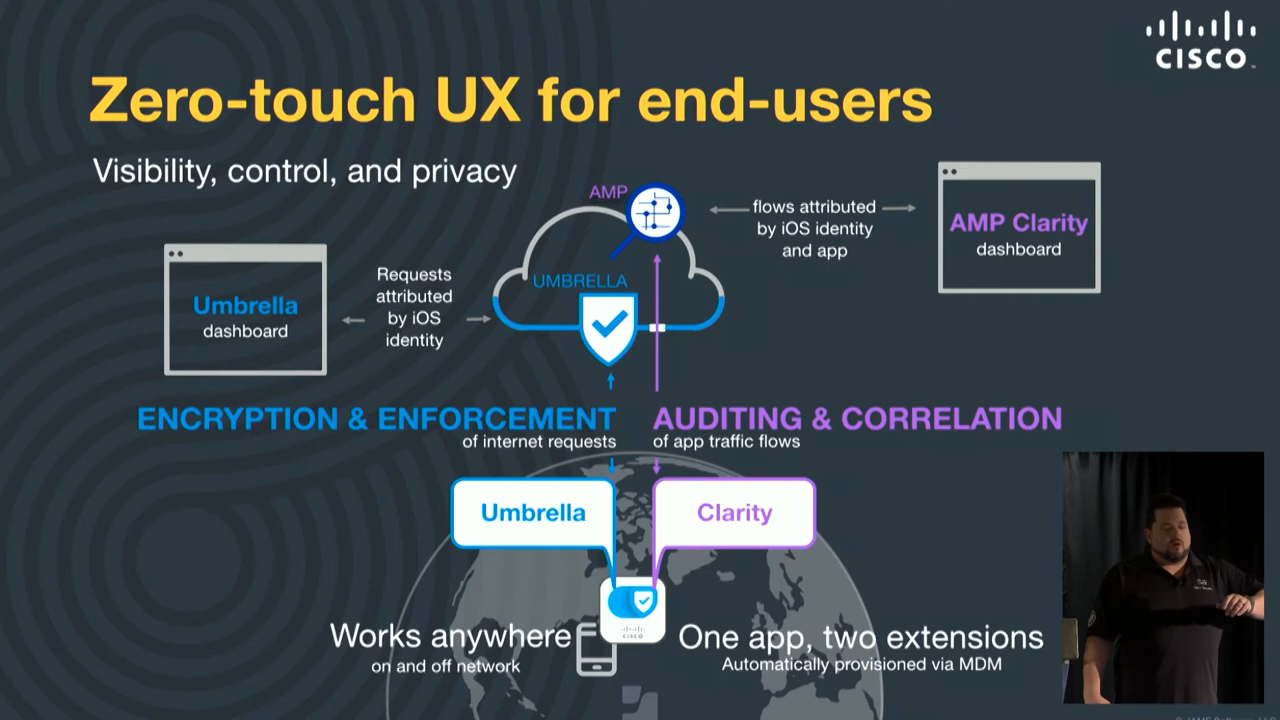 CISCO
Zero-touch UX for end-users
Visibility, control, and privacy
AMP
flows attributed
by iOS identity
and app
AMP Clarity
dashboard
UMBRELLA
Requests
attributed
by iOS
identity
Umbrella
dashboard
ENCRYPTION & ENFORCEMENT
of internet requests
AUDITING & CORRELATION
of app traffic flows
Umbrella
Clarity
CISCO
Works anywhere
on and off network
One app, two extensions
Automatically provisioned via MDM